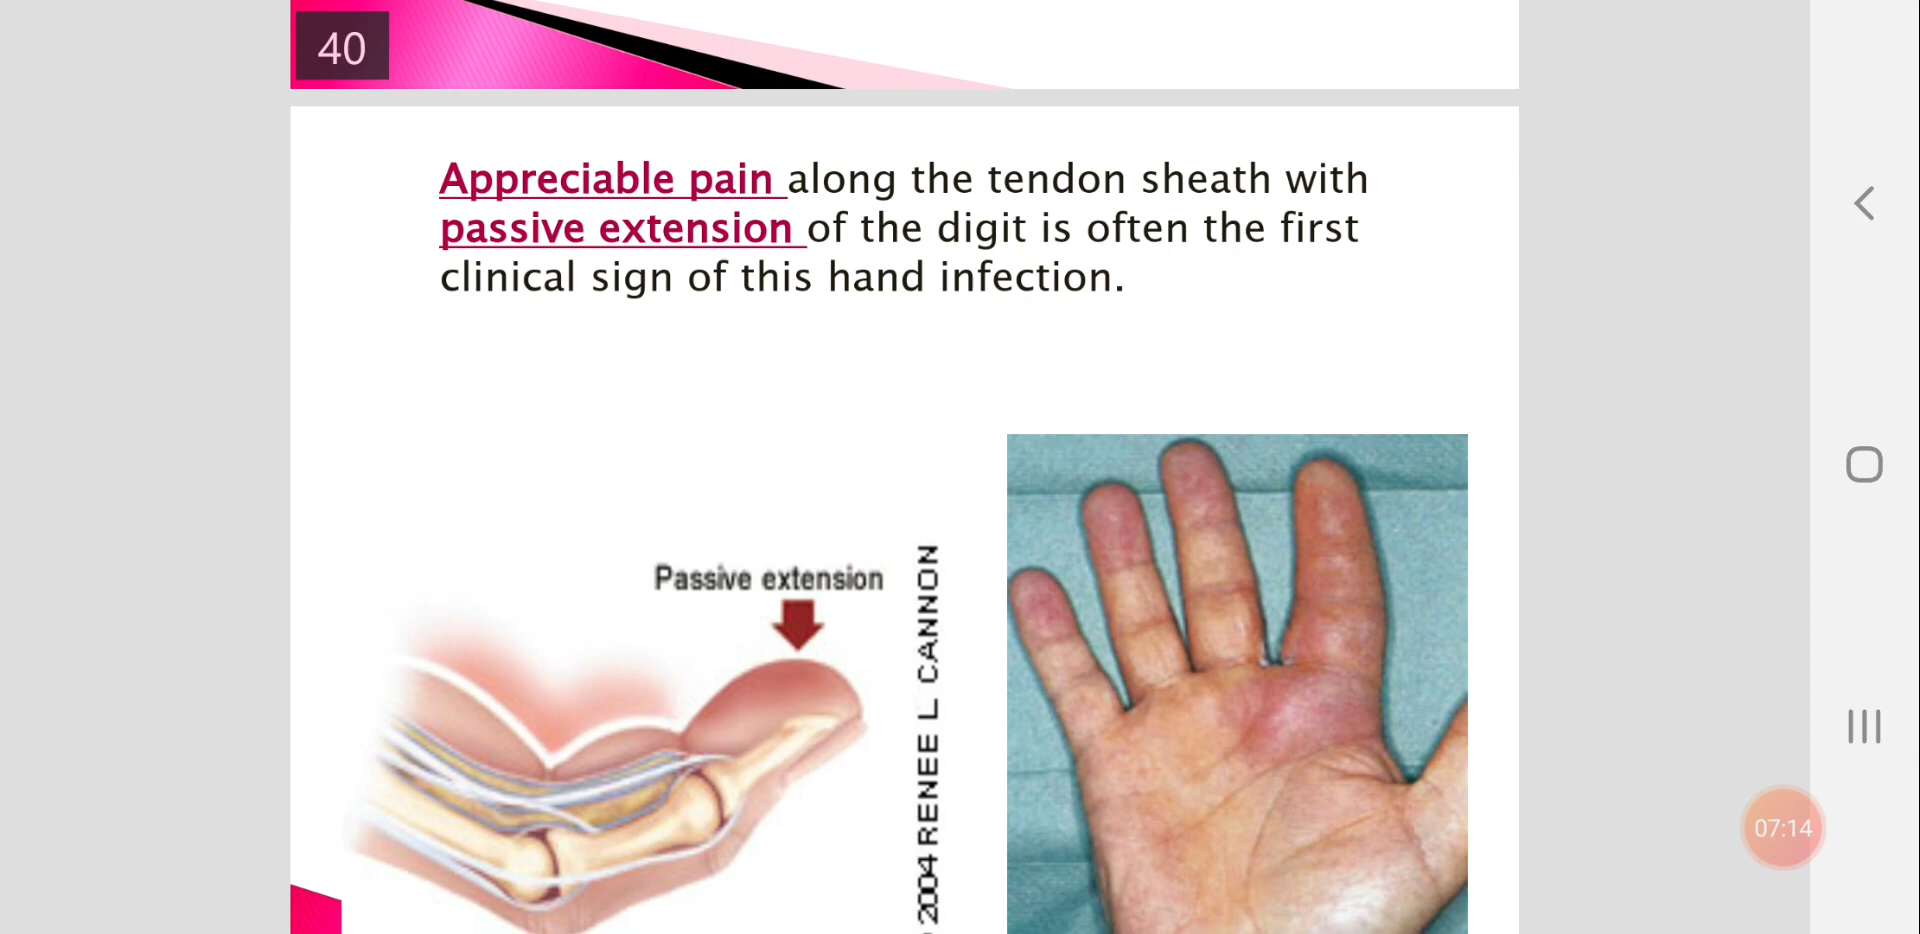 40
Appreciable pain along the tendon sheath with
passive extension of the digit is often the first
clinical sign of this hand infection.
Passive extension
2004 RENEE L CANNON
07:14